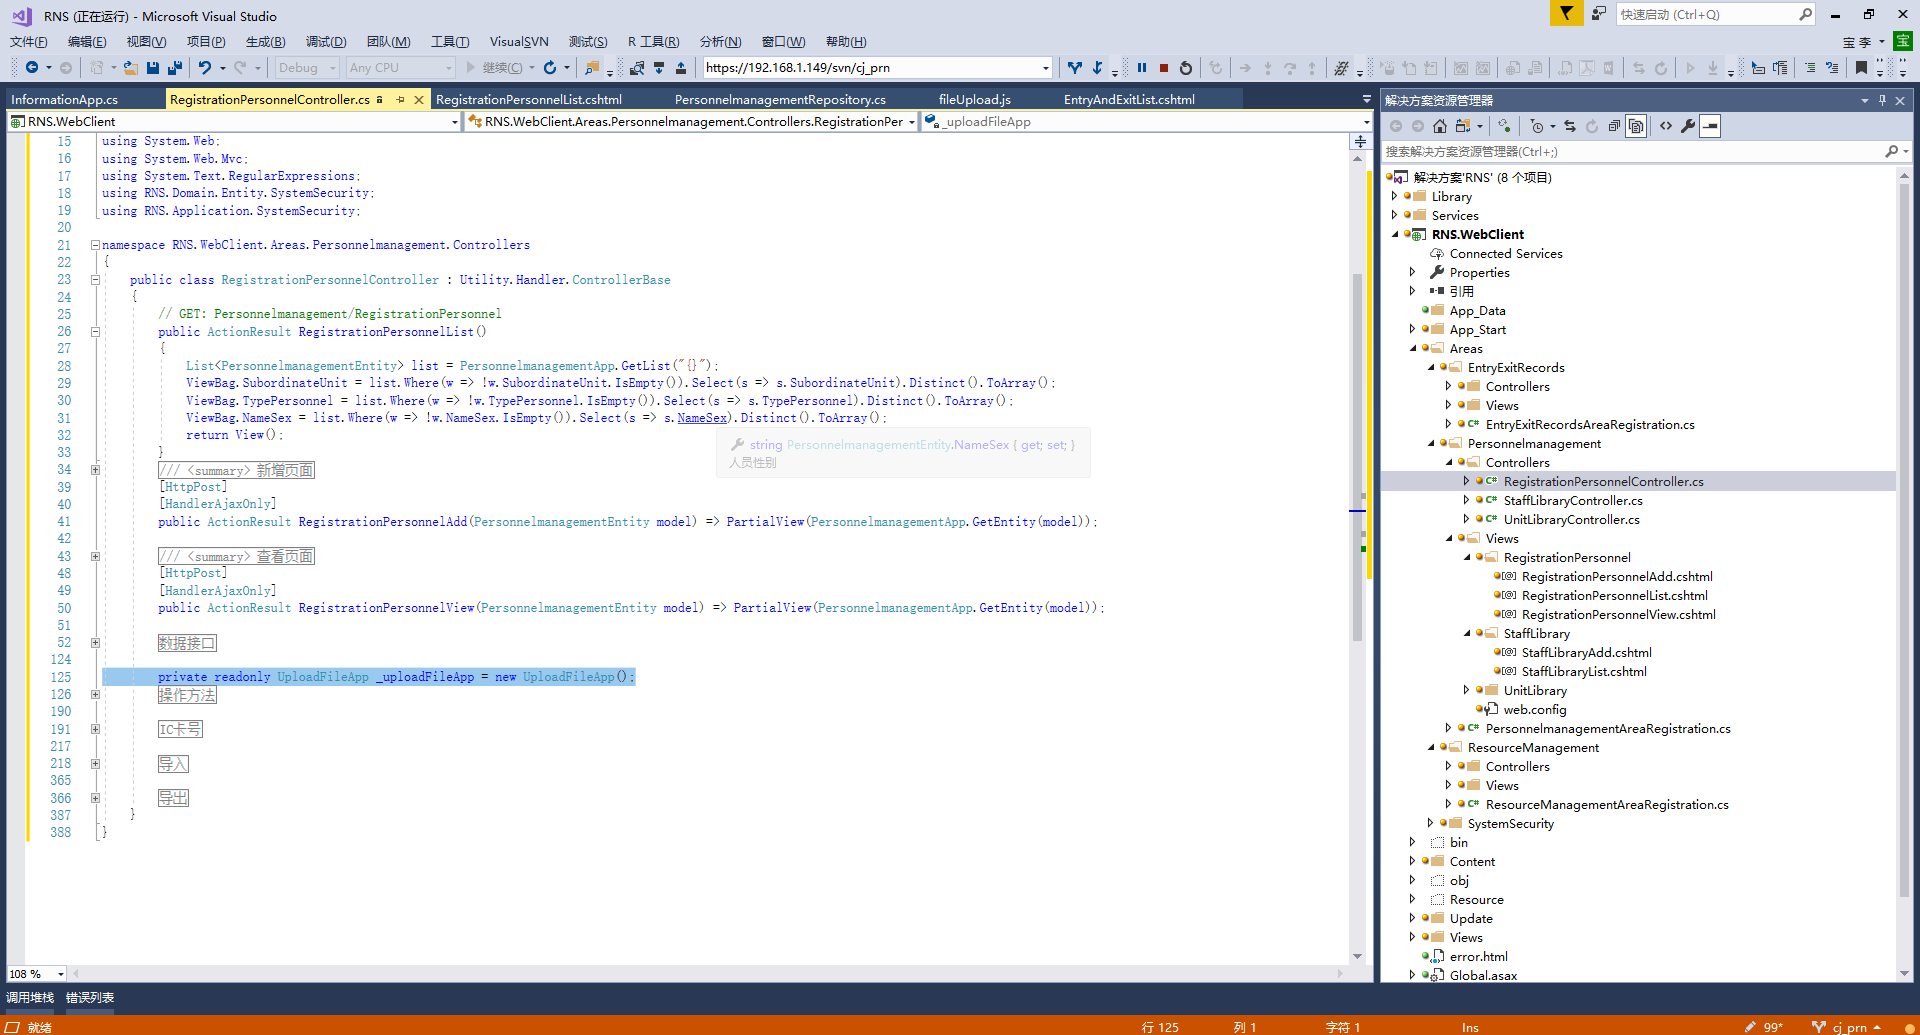 RNS (正在运行) - Microsoft Visual Studio
快速启动 (Ctrl+Q)
文件(F) 编辑(E) 视图(V) 项目(P) 生成(B) 调试(D) 团队(M) 工具(T) VisualSVN 测试(S) R 工具(R) 分析(N) 窗口(W) 帮助(H)
宝 李 宝
Debug Any CPU 继续(C) https://192.168.1.149/svn/cj_prn
InformationApp.cs RegistrationPersonnelController.cs RegistrationPersonnelList.cshtml PersonnelmanagementRepository.cs fileUpload.js EntryAndExitList.cshtml
RNS.WebClient RNS.WebClient.Areas.Personnelmanagement.Controllers.RegistrationPer _uploadFileApp
15 using System.Web;
16 using System.Web.Mvc;
17 using System.Text.RegularExpressions;
18 using RNS.Domain.Entity.SystemSecurity;
19 using RNS.Application.SystemSecurity;
20
21 namespace RNS.WebClient.Areas.Personnelmanagement.Controllers
22 {
23 public class RegistrationPersonnelController : Utility.Handler.ControllerBase
24 {
25 // GET: Personnelmanagement/RegistrationPersonnel
26 public ActionResult RegistrationPersonnelList()
27 {
28 List<PersonnelmanagementEntity> list = PersonnelmanagementApp.GetList("{}");
29 ViewBag.SubordinateUnit = list.Where(w => !w.SubordinateUnit.IsEmpty()).Select(s => s.SubordinateUnit).Distinct().ToArray();
30 ViewBag.TypePersonnel = list.Where(w => !w.TypePersonnel.IsEmpty()).Select(s => s.TypePersonnel).Distinct().ToArray();
31 ViewBag.NameSex = list.Where(w => !w.NameSex.IsEmpty()).Select(s => s.NameSex).Distinct().ToArray();
32 return View();
string PersonnelmanagementEntity.NameSex { get; set; }
人员性别
33 }
34 /// <summary> 新增页面
39 [HttpPost]
40 [HandlerAjaxOnly]
41 public ActionResult RegistrationPersonnelAdd(PersonnelmanagementEntity model) => PartialView(PersonnelmanagementApp.GetEntity(model));
42
43 /// <summary> 查看页面
48 [HttpPost]
49 [HandlerAjaxOnly]
50 public ActionResult RegistrationPersonnelView(PersonnelmanagementEntity model) => PartialView(PersonnelmanagementApp.GetEntity(model));
51
52 数据接口
124
125 private readonly UploadFileApp _uploadFileApp = new UploadFileApp();
126 操作方法
190
191 IC卡号
217
218 导入
365
366 导出
387 }
388 }
108 %
解决方案资源管理器
搜索解决方案资源管理器(Ctrl+;)
解决方案'RNS' (8 个项目)
Library
Services
RNS.WebClient
Connected Services
Properties
引用
App_Data
App_Start
Areas
EntryExitRecords
Controllers
Views
C# EntryExitRecordsAreaRegistration.cs
Personnelmanagement
Controllers
C# RegistrationPersonnelController.cs
C# StaffLibraryController.cs
C# UnitLibraryController.cs
Views
RegistrationPersonnel
[@] RegistrationPersonnelAdd.cshtml
[@] RegistrationPersonnelList.cshtml
[@] RegistrationPersonnelView.cshtml
StaffLibrary
[@] StaffLibraryAdd.cshtml
[@] StaffLibraryList.cshtml
UnitLibrary
web.config
C# PersonnelmanagementAreaRegistration.cs
ResourceManagement
Controllers
Views
C# ResourceManagementAreaRegistration.cs
SystemSecurity
bin
Content
obj
Resource
Update
Views
error.html
Global.asax
调用堆栈 错误列表
就绪 行 125 列 1 字符 1 Ins 99* cj_prn